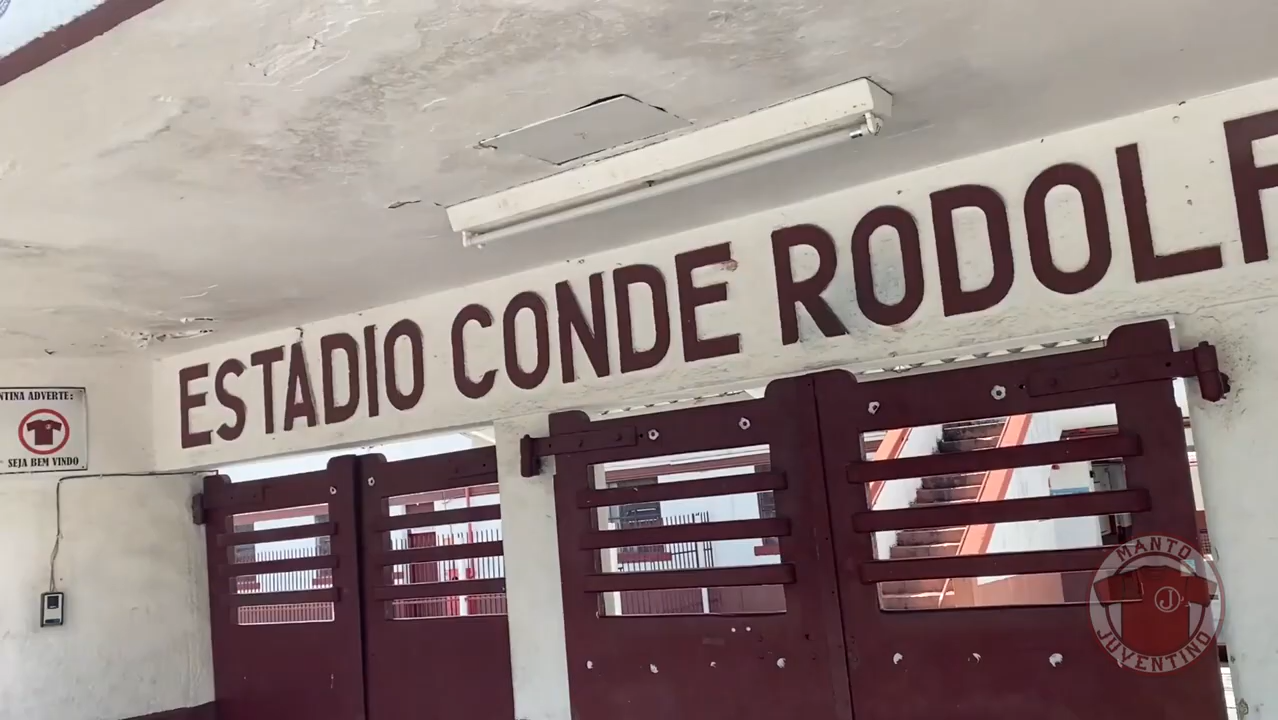 ESTADIO CONDE RODOLF
NTINA ADVERTE:
SEJA BEM VINDO
MANTO
J
JUVENTINO